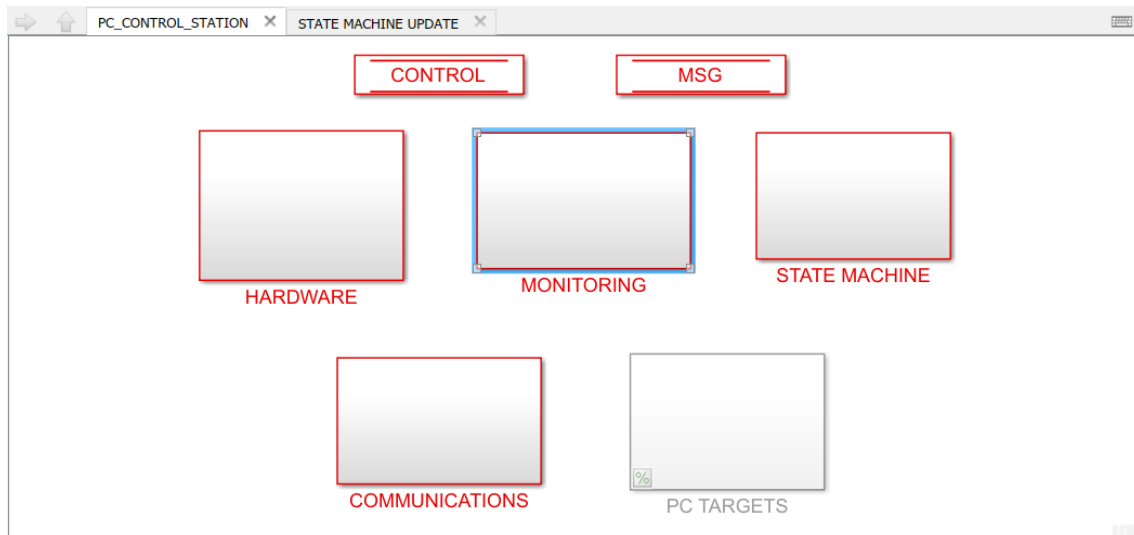 PC_CONTROL_STATION
STATE MACHINE UPDATE
CONTROL
MSG
HARDWARE
MONITORING
STATE MACHINE
COMMUNICATIONS
%
PC TARGETS